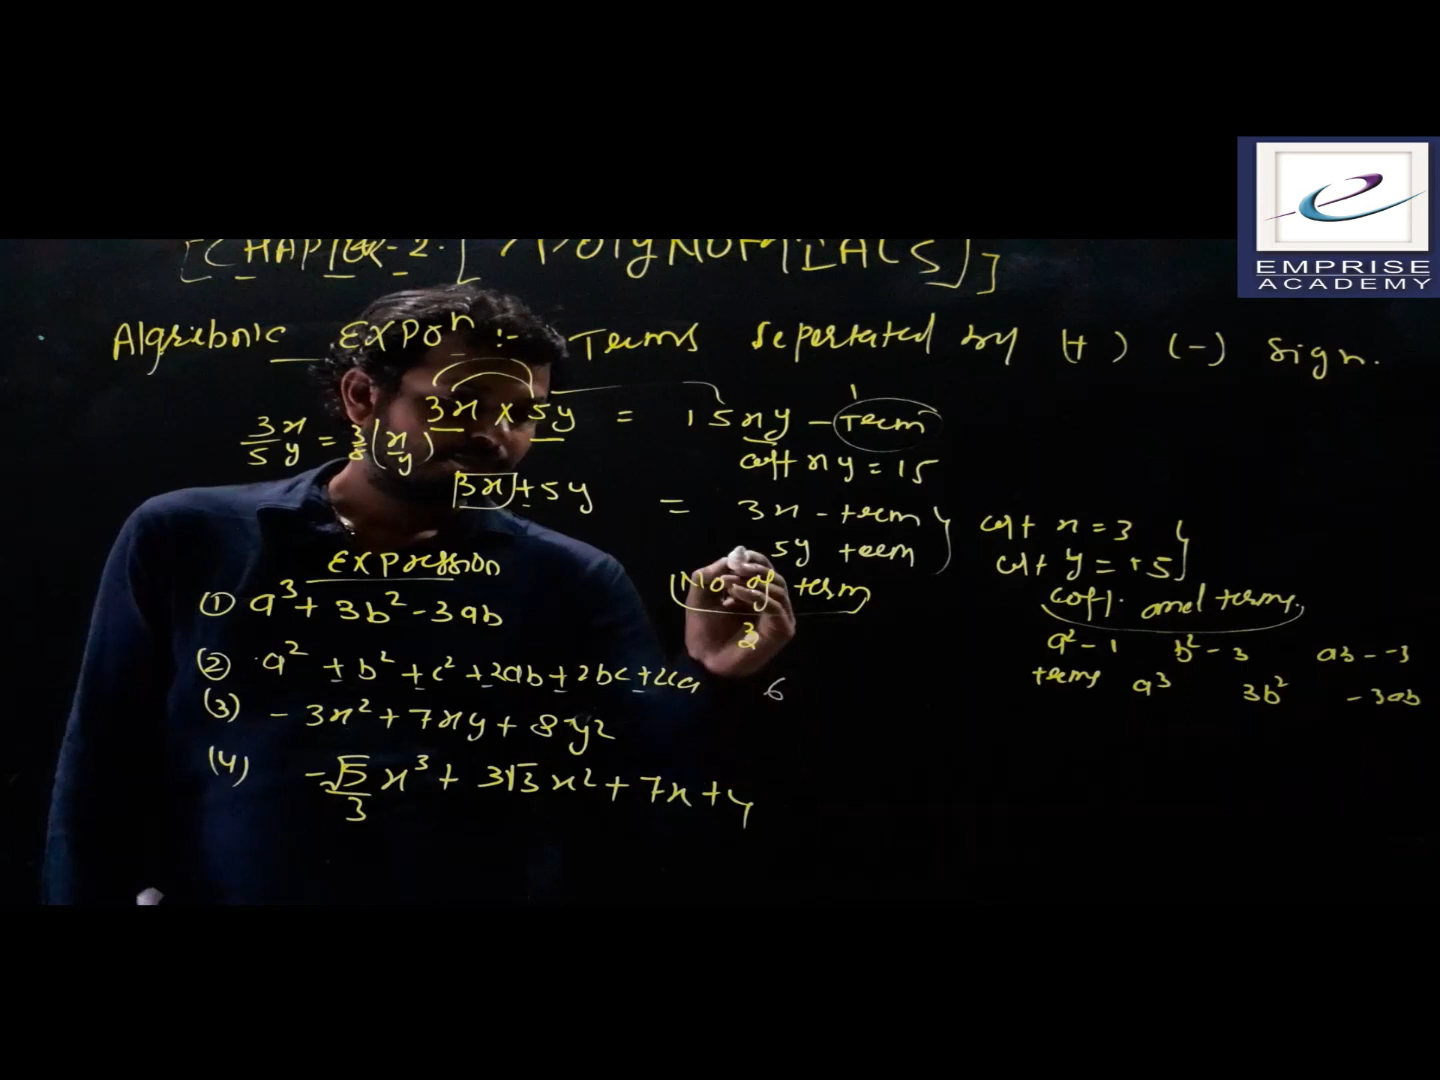 [CHAPTER-2. [ POlyNOMIALS]]
EMPRISE
ACADEMY
Algriebric EXPOn :- Terms Seperated by (+) (-) Sign.
3x × 5y = 15xy - Term
3x/5y = 3/5 (x/y)
coff xy = 15
3x + 5y = 3x - term
5y term
coff x = 3
coff y = +5
EXPression
No. of term
coff. and terms.
① a³ + 3b² - 3ab
3
a² - 1 b² - 3 ab - -3
terms a³ 3b² - 3ab
(2) a² + b² + c² + 2ab + 2bc + 2ca
6
(3) - 3x² + 7xy + 8yz
(4) -√5/3 x³ + 3√3 x² + 7x + y